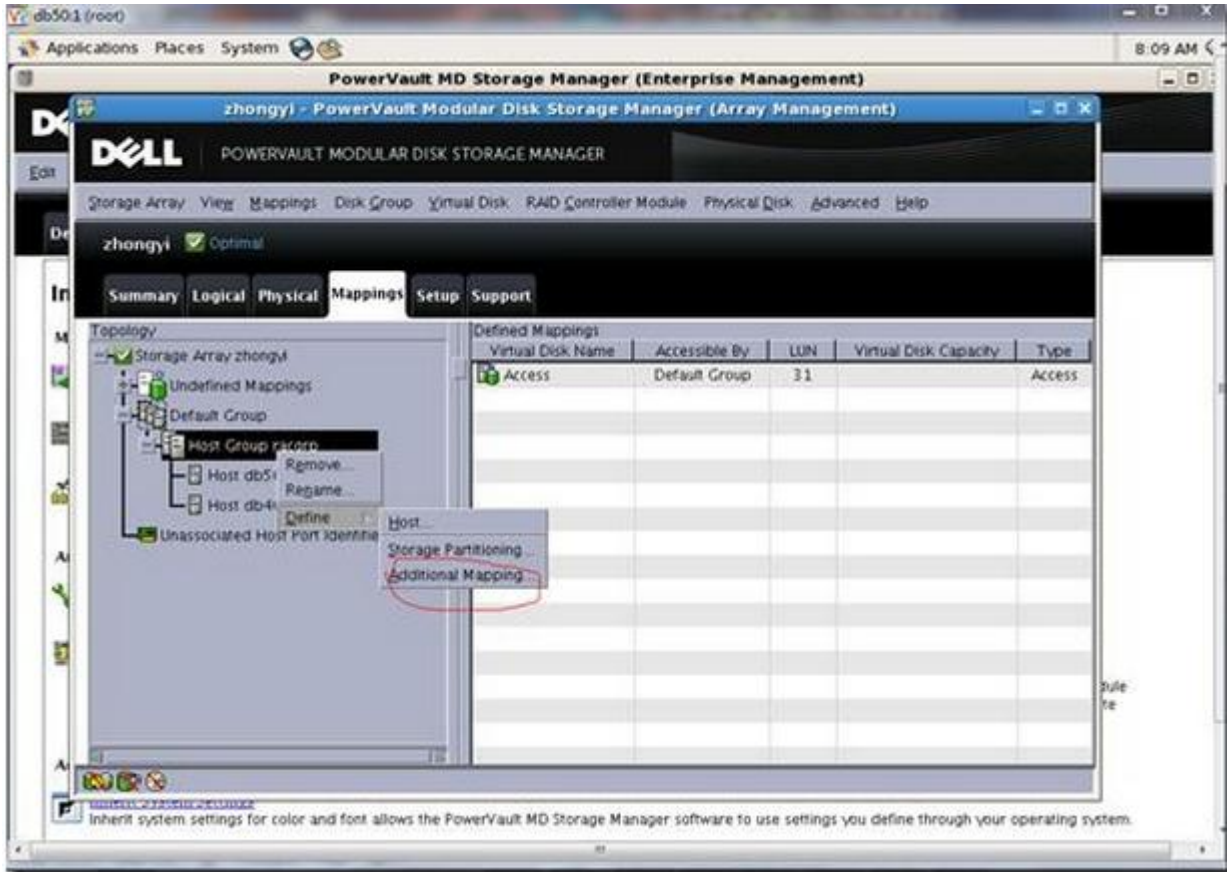 db50:1 (root)
Applications Places System
8:09 AM
PowerVault MD Storage Manager (Enterprise Management)
zhongyi - PowerVault Modular Disk Storage Manager (Array Management)
DELL POWERVAULT MODULAR DISK STORAGE MANAGER
Edit
Storage Array View Mappings Disk Group Virtual Disk RAID Controller Module Physical Disk Advanced Help
De
zhongyi Optimal
In
Summary Logical Physical Mappings Setup Support
Topology
Defined Mappings
Virtual Disk Name Accessible By LUN Virtual Disk Capacity Type
Access Default Group 31 Access
Storage Array zhongyi
Undefined Mappings
Default Group
Host Group
Host
Host
Unassociated Host Port Identifie
Remove...
Rename...
Define
Host...
Storage Partitioning...
Additional Mapping...
dule
te
Inherit system settings for color and font allows the PowerVault MD Storage Manager software to use settings you define through your operating system.